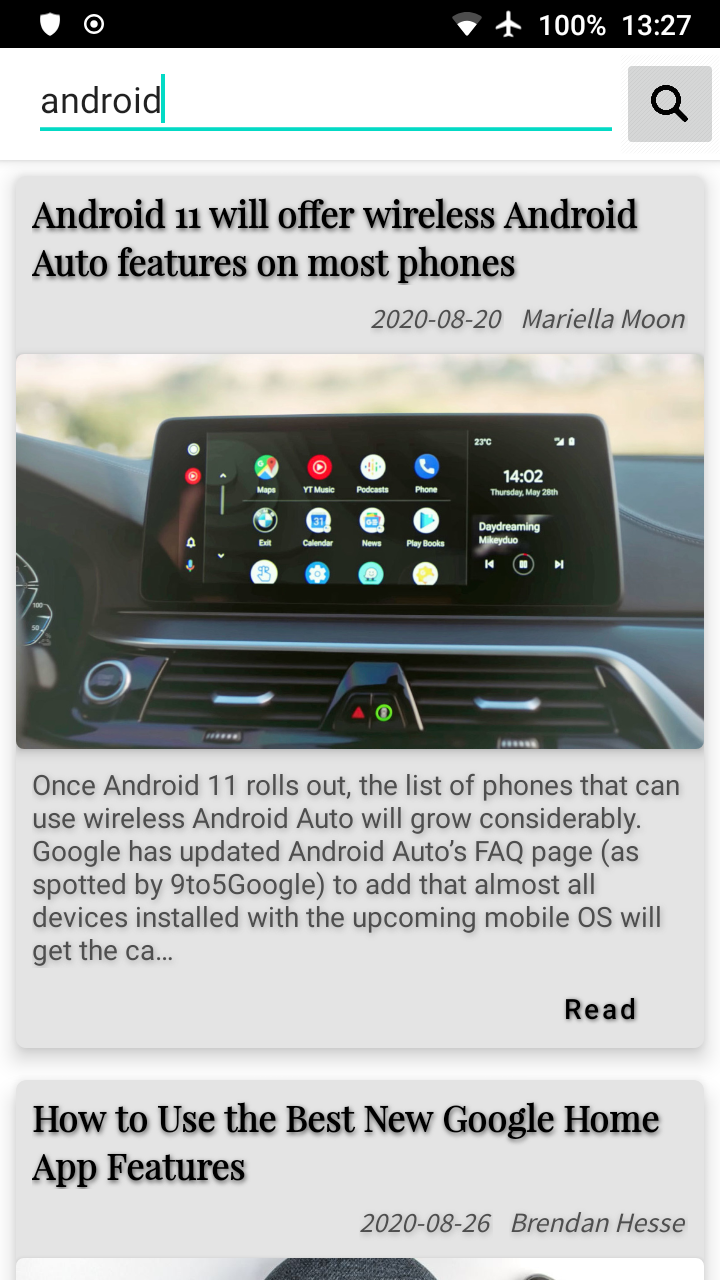 100% 13:27
android
Android 11 will offer wireless Android
Auto features on most phones
2020-08-20 Mariella Moon
23°C
14:02
Thursday, May 28th
Maps YT Music Podcasts Phone
Daydreaming
Mikeyduo
Exit Calendar News Play Books
31
100
50
Once Android 11 rolls out, the list of phones that can
use wireless Android Auto will grow considerably.
Google has updated Android Auto’s FAQ page (as
spotted by 9to5Google) to add that almost all
devices installed with the upcoming mobile OS will
get the ca…
Read
How to Use the Best New Google Home
App Features
2020-08-26 Brendan Hesse